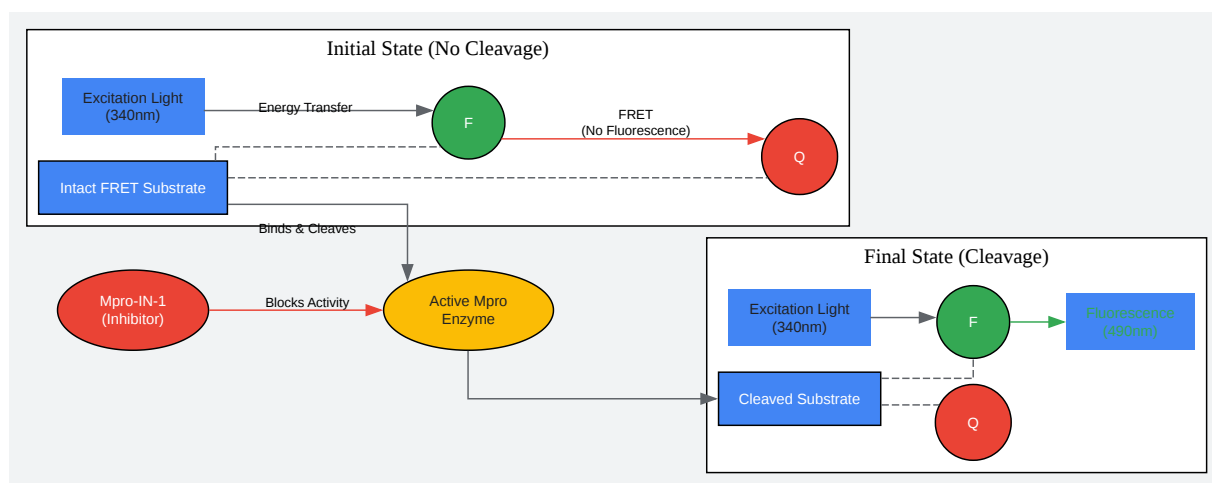 Initial State (No Cleavage)
Excitation Light
(340nm)
Energy Transfer
F
FRET
(No Fluorescence)
Q
Intact FRET Substrate
Binds & Cleaves
Mpro-IN-1
(Inhibitor)
Blocks Activity
Active Mpro
Enzyme
Final State (Cleavage)
Excitation Light
(340nm)
F
Fluorescence
(490nm)
Cleaved Substrate
Q